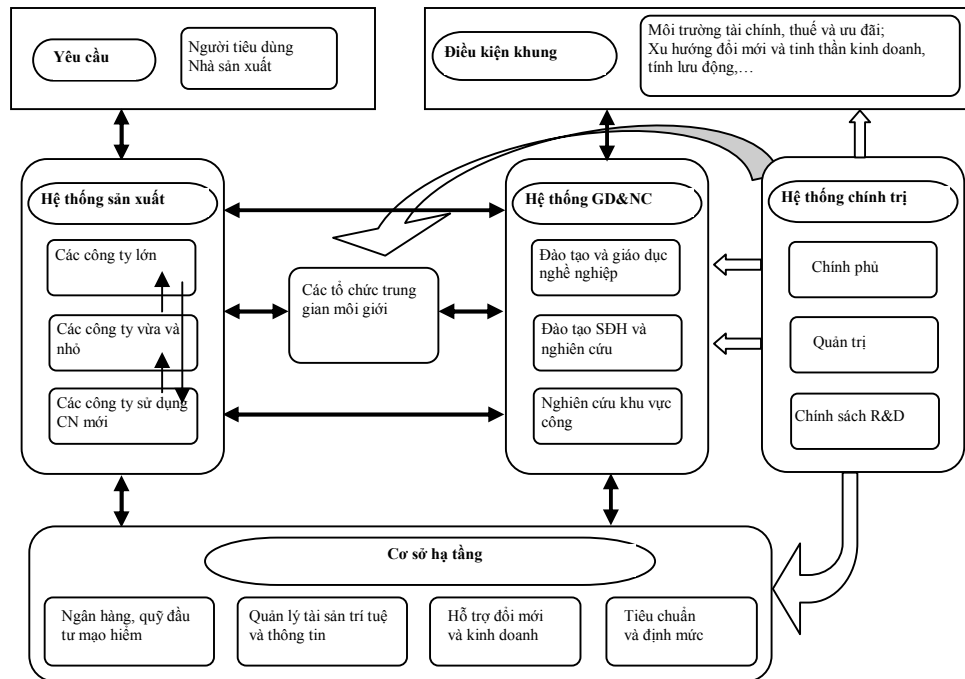 Yêu cầu
Người tiêu dùng
Nhà sản xuất
Điều kiện khung
Môi trường tài chính, thuế và ưu đãi;
Xu hướng đổi mới và tinh thần kinh doanh,
tính lưu động,…
Hệ thống sản xuất
Các công ty lớn
Các công ty vừa và
nhỏ
Các công ty sử dụng
CN mới
Các tổ chức trung
gian môi giới
Hệ thống GD&NC
Đào tạo và giáo dục
nghề nghiệp
Đào tạo SĐH và
nghiên cứu
Nghiên cứu khu vực
công
Hệ thống chính trị
Chính phủ
Quản trị
Chính sách R&D
Cơ sở hạ tầng
Ngân hàng, quỹ đầu
tư mạo hiểm
Quản lý tài sản trí tuệ
và thông tin
Hỗ trợ đổi mới
và kinh doanh
Tiêu chuẩn
và định mức